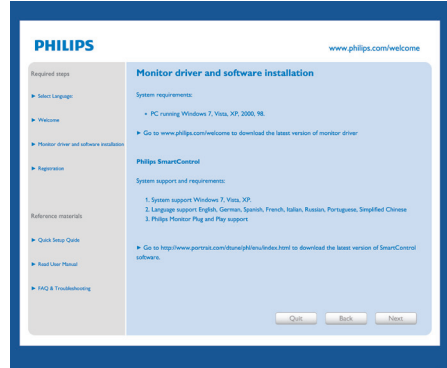 PHILIPS
www.philips.com/welcome
Required steps
► Select Language:
► Welcome
► Monitor driver and software installation
► Registration
Reference materials
► Quick Setup Quide
► Read User Manual
► FAQ & Troubleshooting
Monitor driver and software installation
System requirements:
• PC running Windows 7, Vista, XP, 2000, 98.
► Go to www.philips.com/welcome to download the latest version of monitor driver
Philips SmartControl
System support and requirements:
1. System support Windows 7, Vista, XP.
2. Language support English, German, Spanish, French, Italian, Russian, Portuguese, Simplified Chinese
3. Philips Monitor Plug and Play support
► Go to http://www.portrait.com/dtune/phl/enu/index.html to download the latest version of SmartControl
software.
Quit
Back
Next